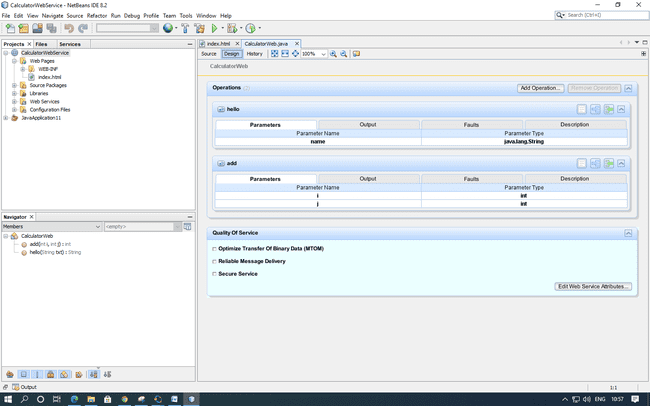 CalculatorWebService - NetBeans IDE 8.2
File Edit View Navigate Source Refactor Run Debug Profile Team Tools Window Help
Search (Ctrl+I)
Projects Files Services
index.html CalculatorWeb.java
CalculatorWebService
Web Pages
WEB-INF
index.html
Source Packages
Libraries
Web Services
Configuration Files
JavaApplication11
Source Design History 100%
CalculatorWeb
Operations Add Operation... Remove Operation
hello
Parameters Output Faults Description
Parameter Name Parameter Type
name java.lang.String
add
Parameters Output Faults Description
Parameter Name Parameter Type
i int
j int
Quality Of Service
Optimize Transfer Of Binary Data (MTOM)
Reliable Message Delivery
Secure Service
Edit Web Service Attributes...
Navigator
Members <empty>
CalculatorWeb
add(int i, int j) : int
hello(String txt) : String
Output
1:1
ENG 10:57